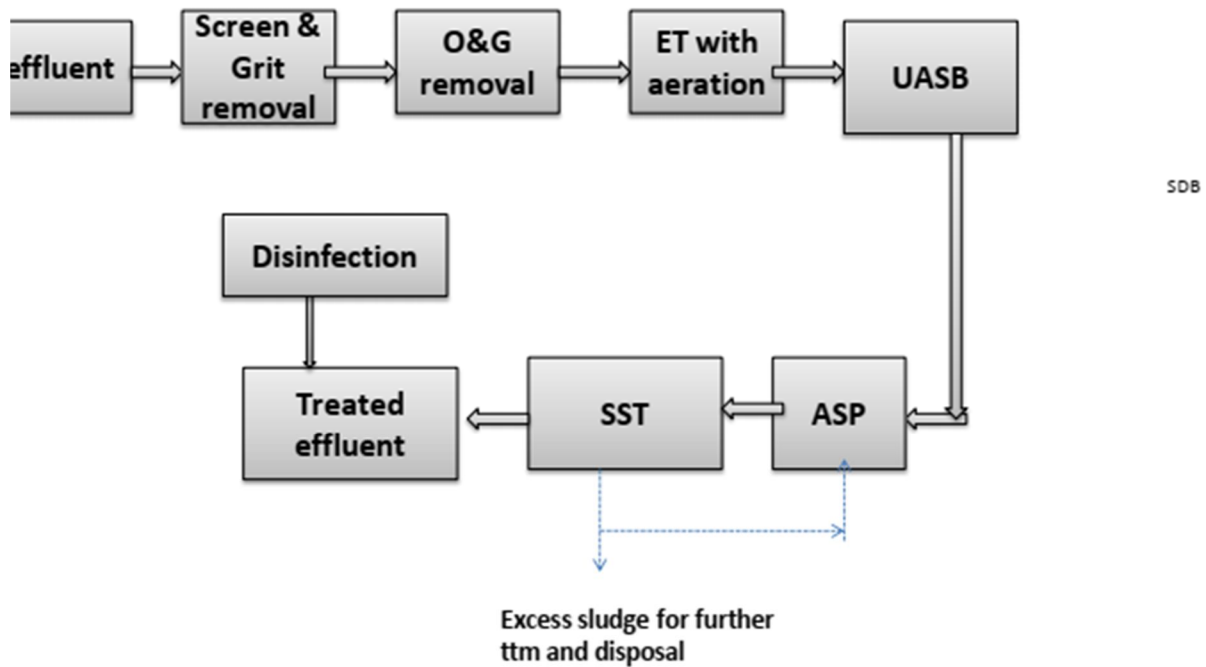 effluent
Screen &
Grit
removal
O&G
removal
ET with
aeration
UASB
SDB
Disinfection
Treated
effluent
SST
ASP
Excess sludge for further
ttm and disposal